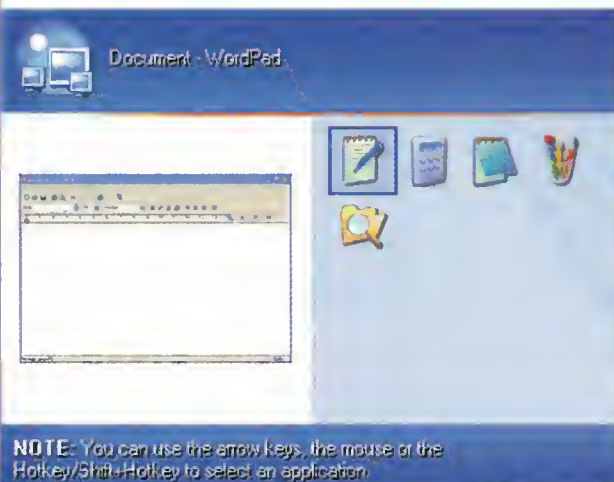 Document - WordPad
NOTE: You can use the arrow keys, the mouse or the
Hotkey/Shift+Hotkey to select an application.